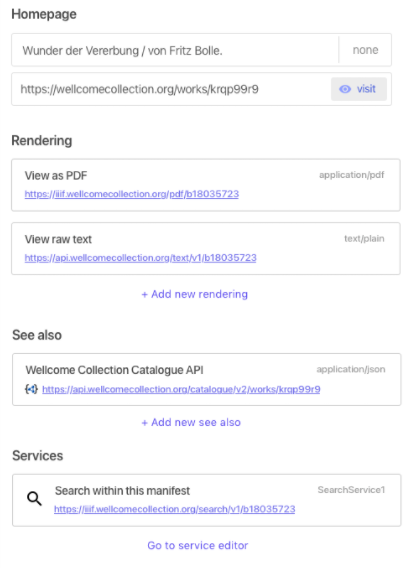 Homepage
Wunder der Vererbung / von Fritz Bolle. none
https://wellcomecollection.org/works/krqp99r9 visit
Rendering
View as PDF application/pdf
https://iiif.wellcomecollection.org/pdf/b18035723
View raw text text/plain
https://api.wellcomecollection.org/text/v1/b18035723
+ Add new rendering
See also
Wellcome Collection Catalogue API application/json
https://api.wellcomecollection.org/catalogue/v2/works/krqp99r9
+ Add new see also
Services
Search within this manifest SearchService1
https://iiif.wellcomecollection.org/search/v1/b18035723
Go to service editor